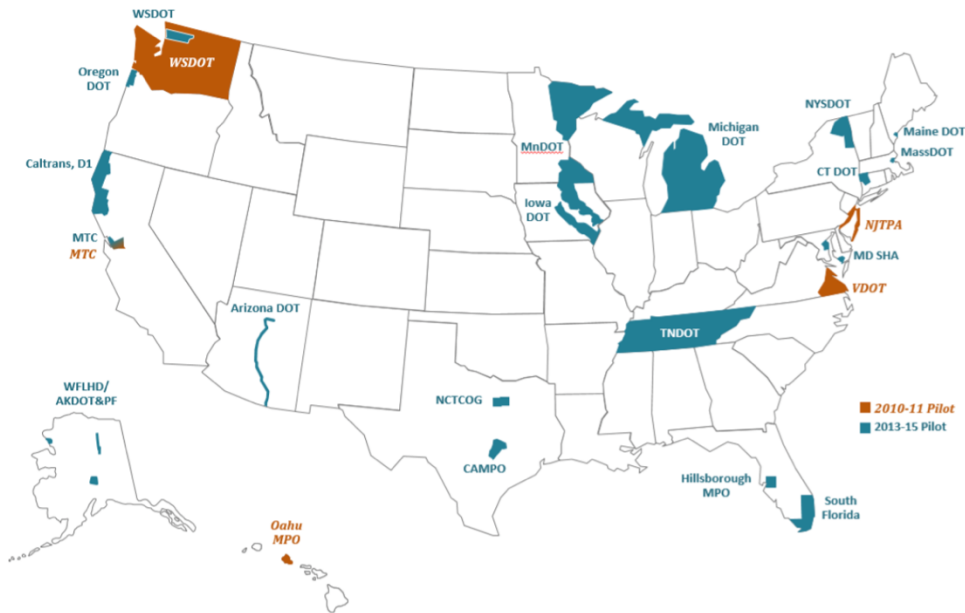 WSDOT
WSDOT
Oregon
DOT
NYSDOT
Michigan
DOT
Maine DOT
MnDOT
MassDOT
Caltrans, D1
CT DOT
Iowa
DOT
NJTPA
MTC
MTC
MD SHA
VDOT
Arizona DOT
TNDOT
WFLHD/
AKDOT&PF
NCTCOG
2010-11 Pilot
2013-15 Pilot
CAMPO
Hillsborough
MPO
South
Florida
Oahu
MPO